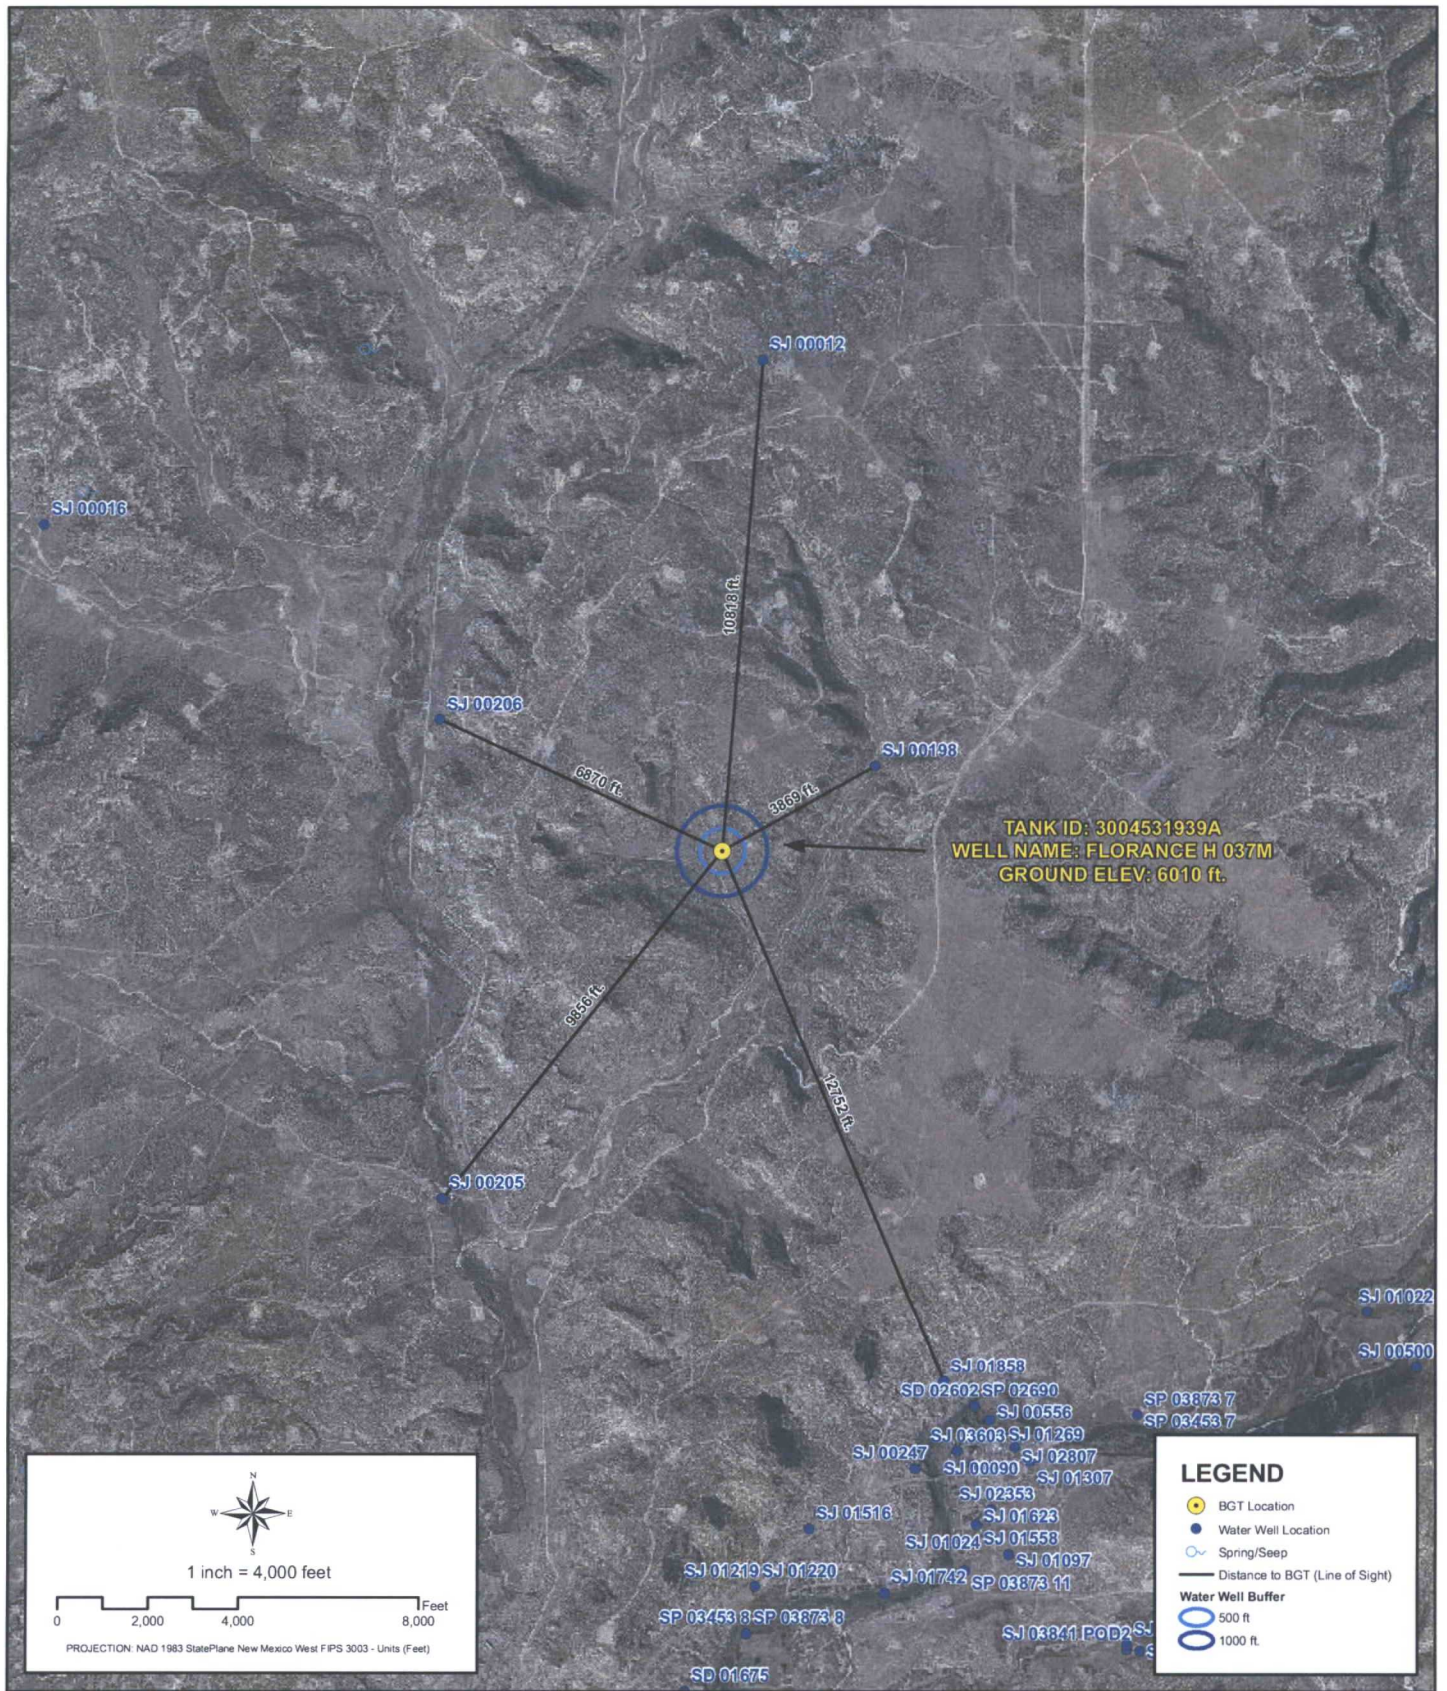 SJ 00012
SJ 00016
10818 ft.
SJ 00206
SJ 00198
6870 ft.
3869 ft.
TANK ID: 3004531939A
WELL NAME: FLORANCE H 037M
GROUND ELEV: 6010 ft.
9856 ft.
12752 ft.
SJ 00205
SJ 01022
SJ 00500
SJ 01858
SD 02602 SP 02690
SJ 00556
SP 03873 7
SP 03453 7
SJ 03603 SJ 01269
SJ 00247
SJ 02807
SJ 00090
SJ 01307
SJ 02353
SJ 01516
SJ 01623
SJ 01024 SJ 01558
SJ 01097
SJ 01219 SJ 01220
SJ 01742
SP 03873 11
SP 03453 8 SP 03873 8
SJ 03841 POD2 SJ
SD 01675
N
W
E
S
1 inch = 4,000 feet
Feet
0
2,000
4,000
8,000
PROJECTION: NAD 1983 StatePlane New Mexico West FIPS 3003 - Units (Feet)
LEGEND
BGT Location
Water Well Location
Spring/Seep
Distance to BGT (Line of Sight)
Water Well Buffer
500 ft
1000 ft.